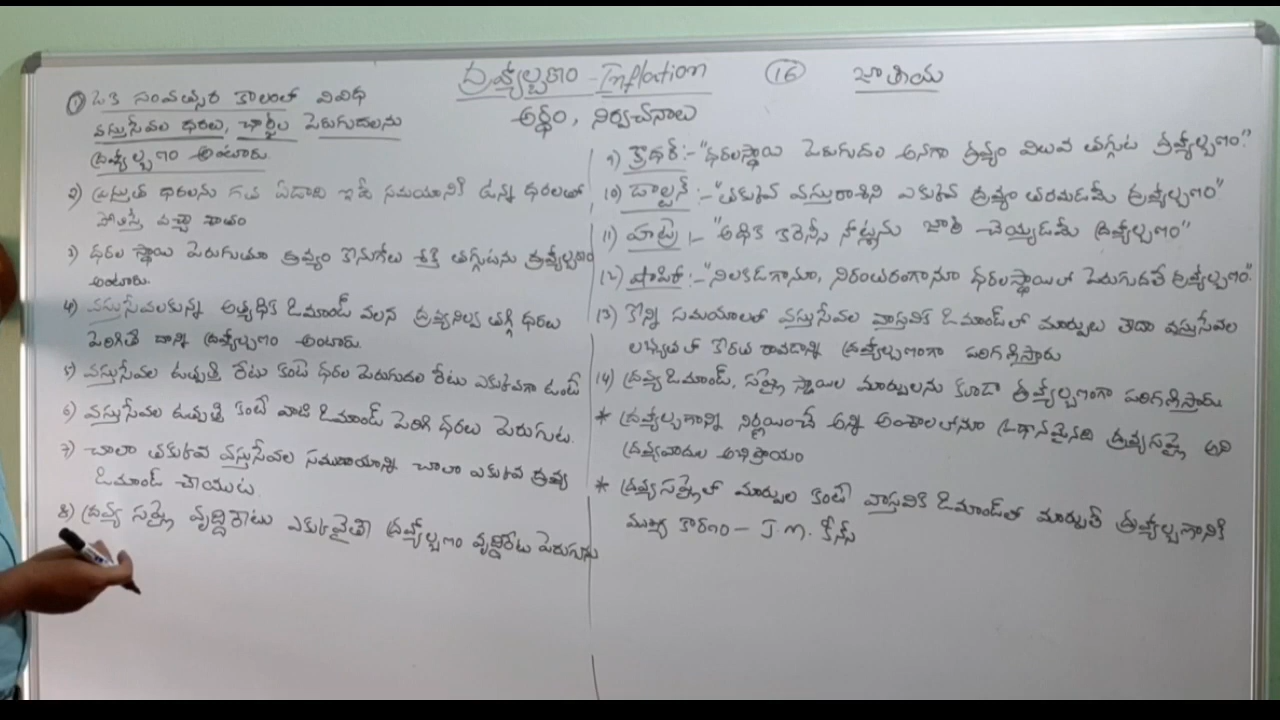 ద్రవ్యోల్బణం - Inflation (16) జాతీయ
అర్థం, నిర్వచనాలు
1) ఒక సంవత్సర కాలంలో వివిధ
వస్తుసేవల ధరలు, ఛార్జీల పెరుగుదలను
ద్రవ్యోల్బణం అంటారు.
2) ప్రస్తుత ధరలను గత ఏడాది ఇదే సమయానికి ఉన్న ధరలతో
పోలిస్తే వచ్చే శాతం
3) ధరల స్థాయి పెరుగుతూ ద్రవ్యం కొనుగోలు శక్తి తగ్గుటను ద్రవ్యోల్బణం
అంటారు.
4) వస్తుసేవలకున్న అత్యధిక డిమాండ్ వలన ద్రవ్యనిల్వ తగ్గి ధరలు
పెరిగితే దాన్ని ద్రవ్యోల్బణం అంటారు.
5) వస్తుసేవల ఉత్పత్తి రేటు కంటే ధరల పెరుగుదల రేటు ఎక్కువగా ఉంటే
6) వస్తుసేవల ఉత్పత్తి కంటే వాటి డిమాండ్ పెరిగి ధరలు పెరుగుట.
7) చాలా తక్కువ వస్తుసేవల సముదాయాన్ని చాలా ఎక్కువ ద్రవ్య
డిమాండ్ చేయుట
8) ద్రవ్య సప్లై వృద్ధిరేటు ఎక్కువైతే ద్రవ్యోల్బణం వృద్ధిరేటు పెరుగును
9) క్రౌథర్ :- "ధరలస్థాయి పెరుగుదల అనగా ద్రవ్యం విలువ తగ్గుట ద్రవ్యోల్బణం".
10) డాల్టన్ :- "తక్కువ వస్తురాశిని ఎక్కువ ద్రవ్యం తరమడమే ద్రవ్యోల్బణం"
11) హట్రె :- "అధిక కరెన్సీ నోట్లను జారీ చెయ్యడమే ద్రవ్యోల్బణం"
12) షాపిరో :- "నిలకడగానూ, నిరంతరంగానూ ధరలస్థాయిలో పెరుగుదలే ద్రవ్యోల్బణం".
13) కొన్ని సమయాలలో వస్తుసేవల వాస్తవిక డిమాండ్‌లో మార్పులు లేదా వస్తుసేవల
లభ్యతలో కొరత రావడాన్ని ద్రవ్యోల్బణంగా పరిగణిస్తారు
14) ద్రవ్య డిమాండ్, సప్లై స్థాయిల మార్పులను కూడా ద్రవ్యోల్బణంగా పరిగణిస్తారు
* ద్రవ్యోల్బణాన్ని నిర్ణయించే అన్ని అంశాలలోనూ ప్రధానమైనది ద్రవ్యసప్లై అని
ద్రవ్యవాదుల అభిప్రాయం
* ద్రవ్య సప్లైలో మార్పుల కంటే వాస్తవిక డిమాండ్‌లో మార్పులే ద్రవ్యోల్బణానికి
ముఖ్య కారణం - J.M. కీన్స్